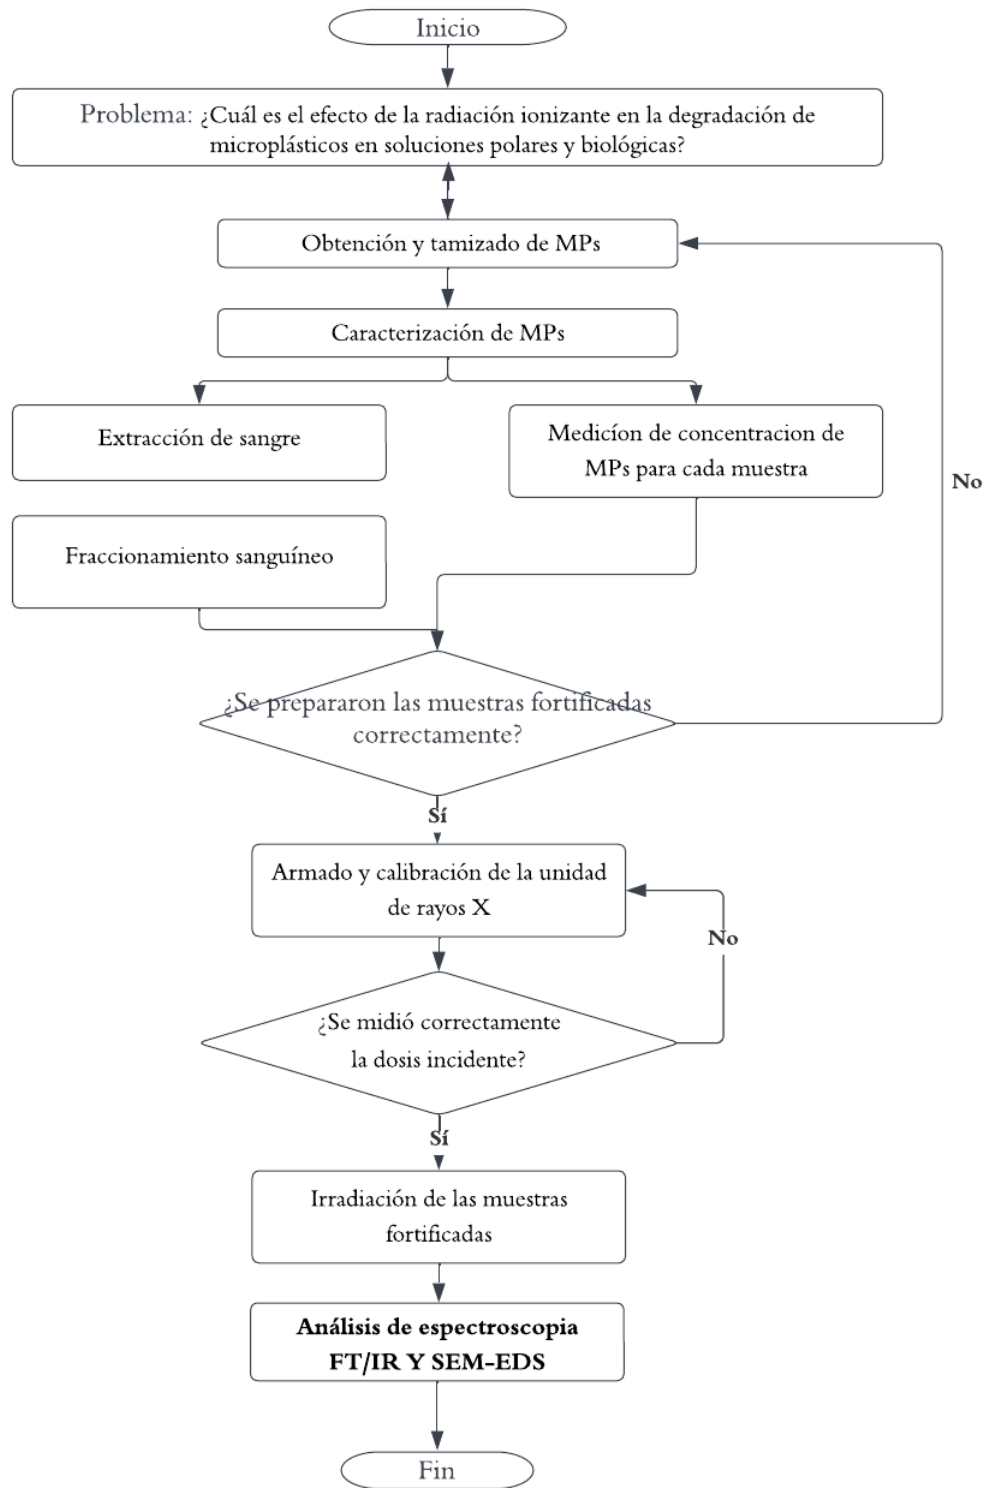 Inicio
Problema: ¿Cuál es el efecto de la radiación ionizante en la degradación de
microplásticos en soluciones polares y biológicas?
Obtención y tamizado de MPs
Caracterización de MPs
Extracción de sangre
Medicíon de concentracion de
MPs para cada muestra
No
Fraccionamiento sanguíneo
¿Se prepararon las muestras fortificadas
correctamente?
Sí
Armado y calibración de la unidad
de rayos X
No
¿Se midió correctamente
la dosis incidente?
Sí
Irradiación de las muestras
fortificadas
Análisis de espectroscopia
FT/IR Y SEM-EDS
Fin